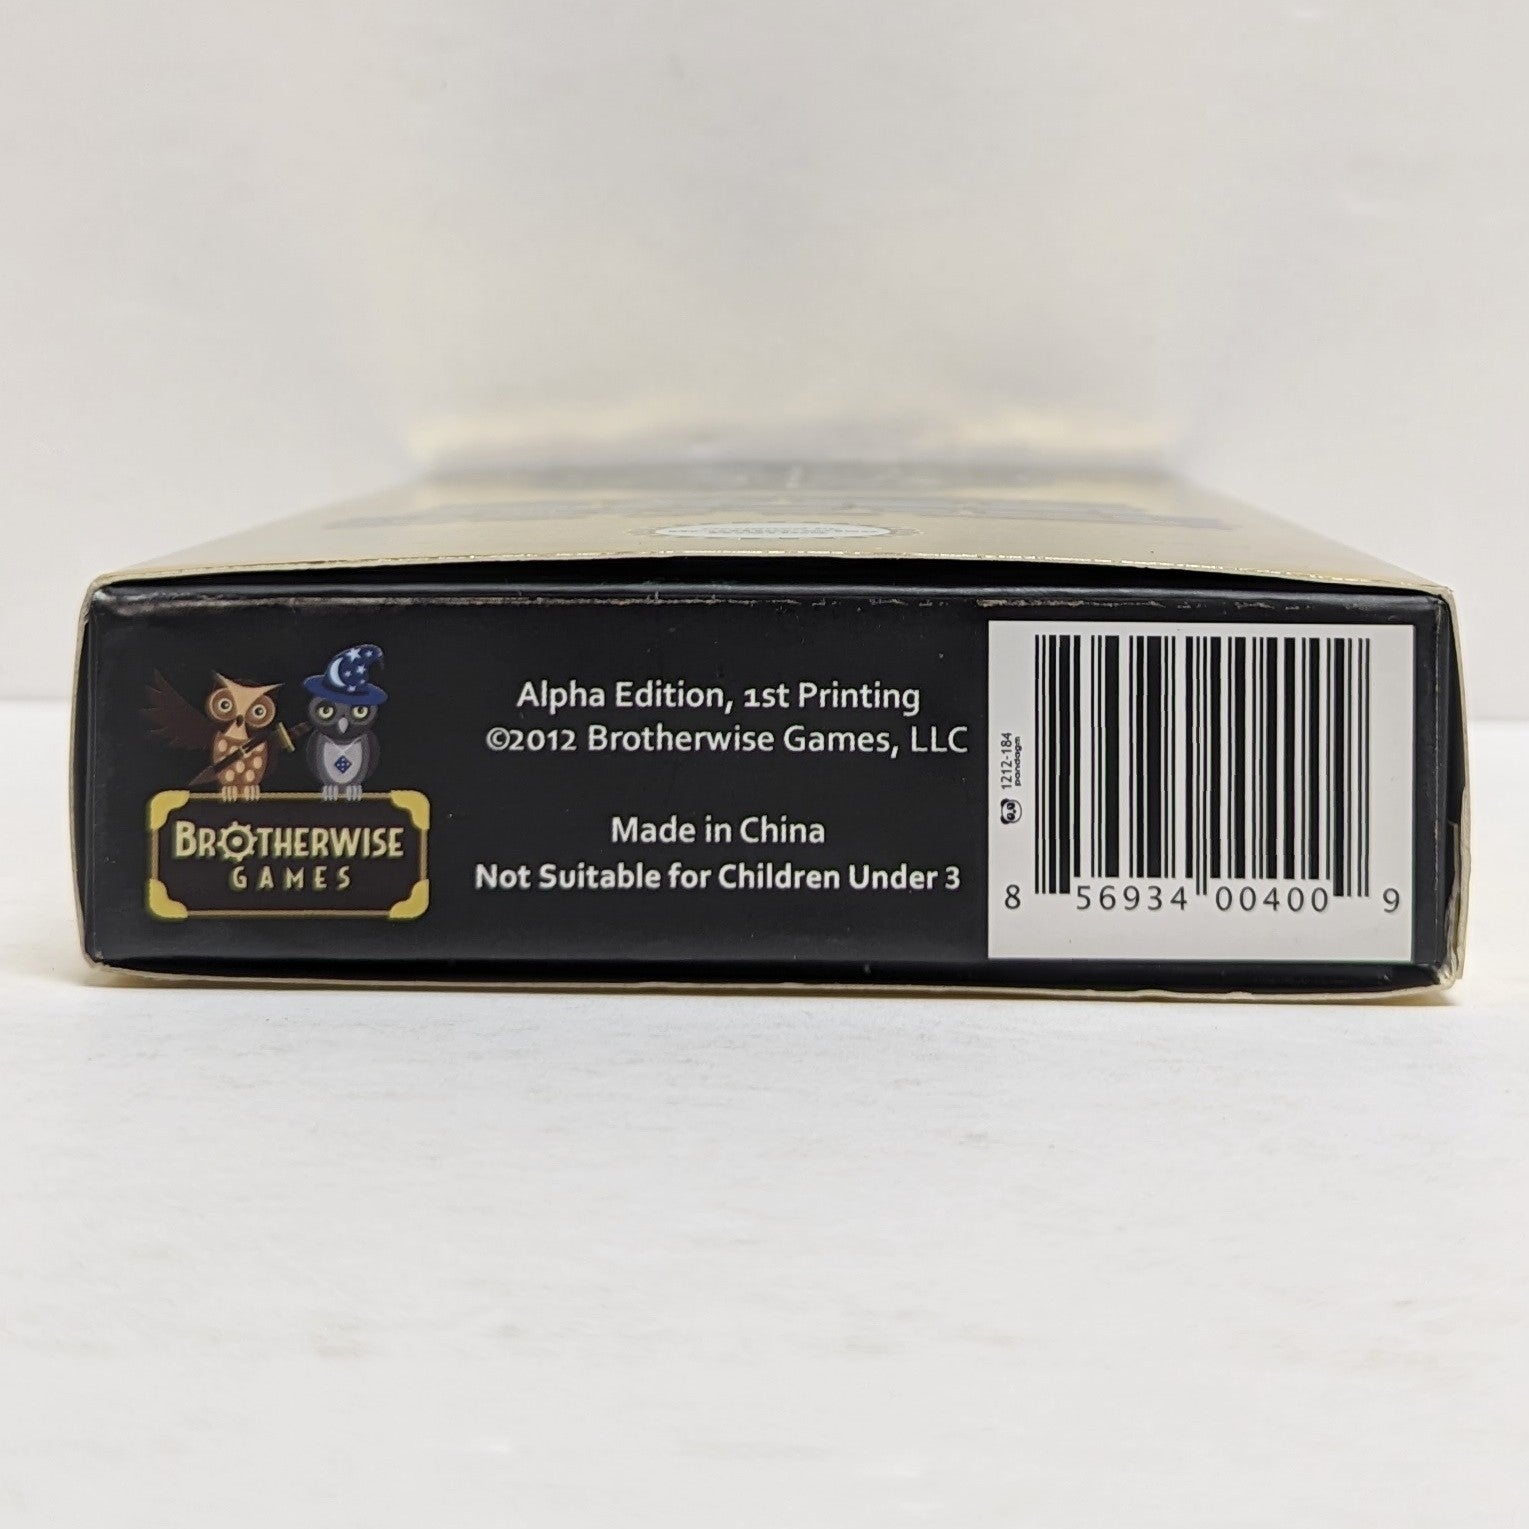 BROTHERWISE
GAMES
Alpha Edition, 1st Printing
©2012 Brotherwise Games, LLC
Made in China
Not Suitable for Children Under 3
1212-184
pandagm
8 56934 00400 9